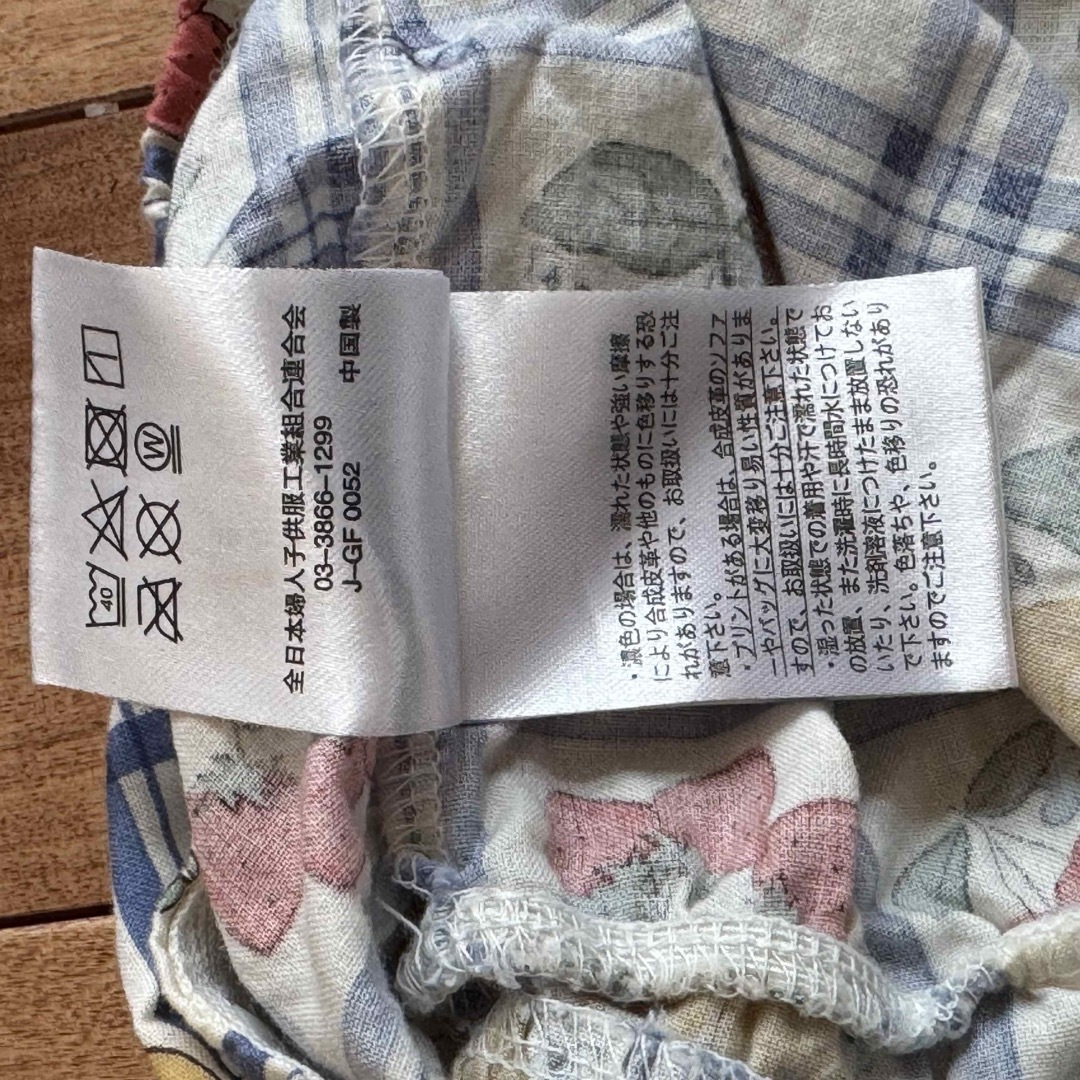 40
W
全日本婦人子供服工業組合連合会
03-3866-1299
J-GF 0052 中国製
・濃色の場合は、濡れた状態や強い摩擦
により合成皮革や他のものに色移りする恐
れがありますので、お取扱いには十分ご注
意下さい。
・プリントがある場合は、合成皮革のソファ
ーやバッグに大変移り易い性質がありま
すので、お取扱いには十分ご注意下さい。
・湿った状態での着用や汗で濡れた状態で
の放置、また洗濯時に長時間水につけてお
いたり、洗剤溶液につけたまま放置しない
で下さい。色落ちや、色移りの恐れがあり
ますのでご注意下さい。